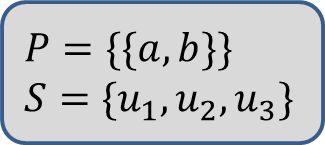 P = {{a, b}}
S = {u₁, u₂, u₃}